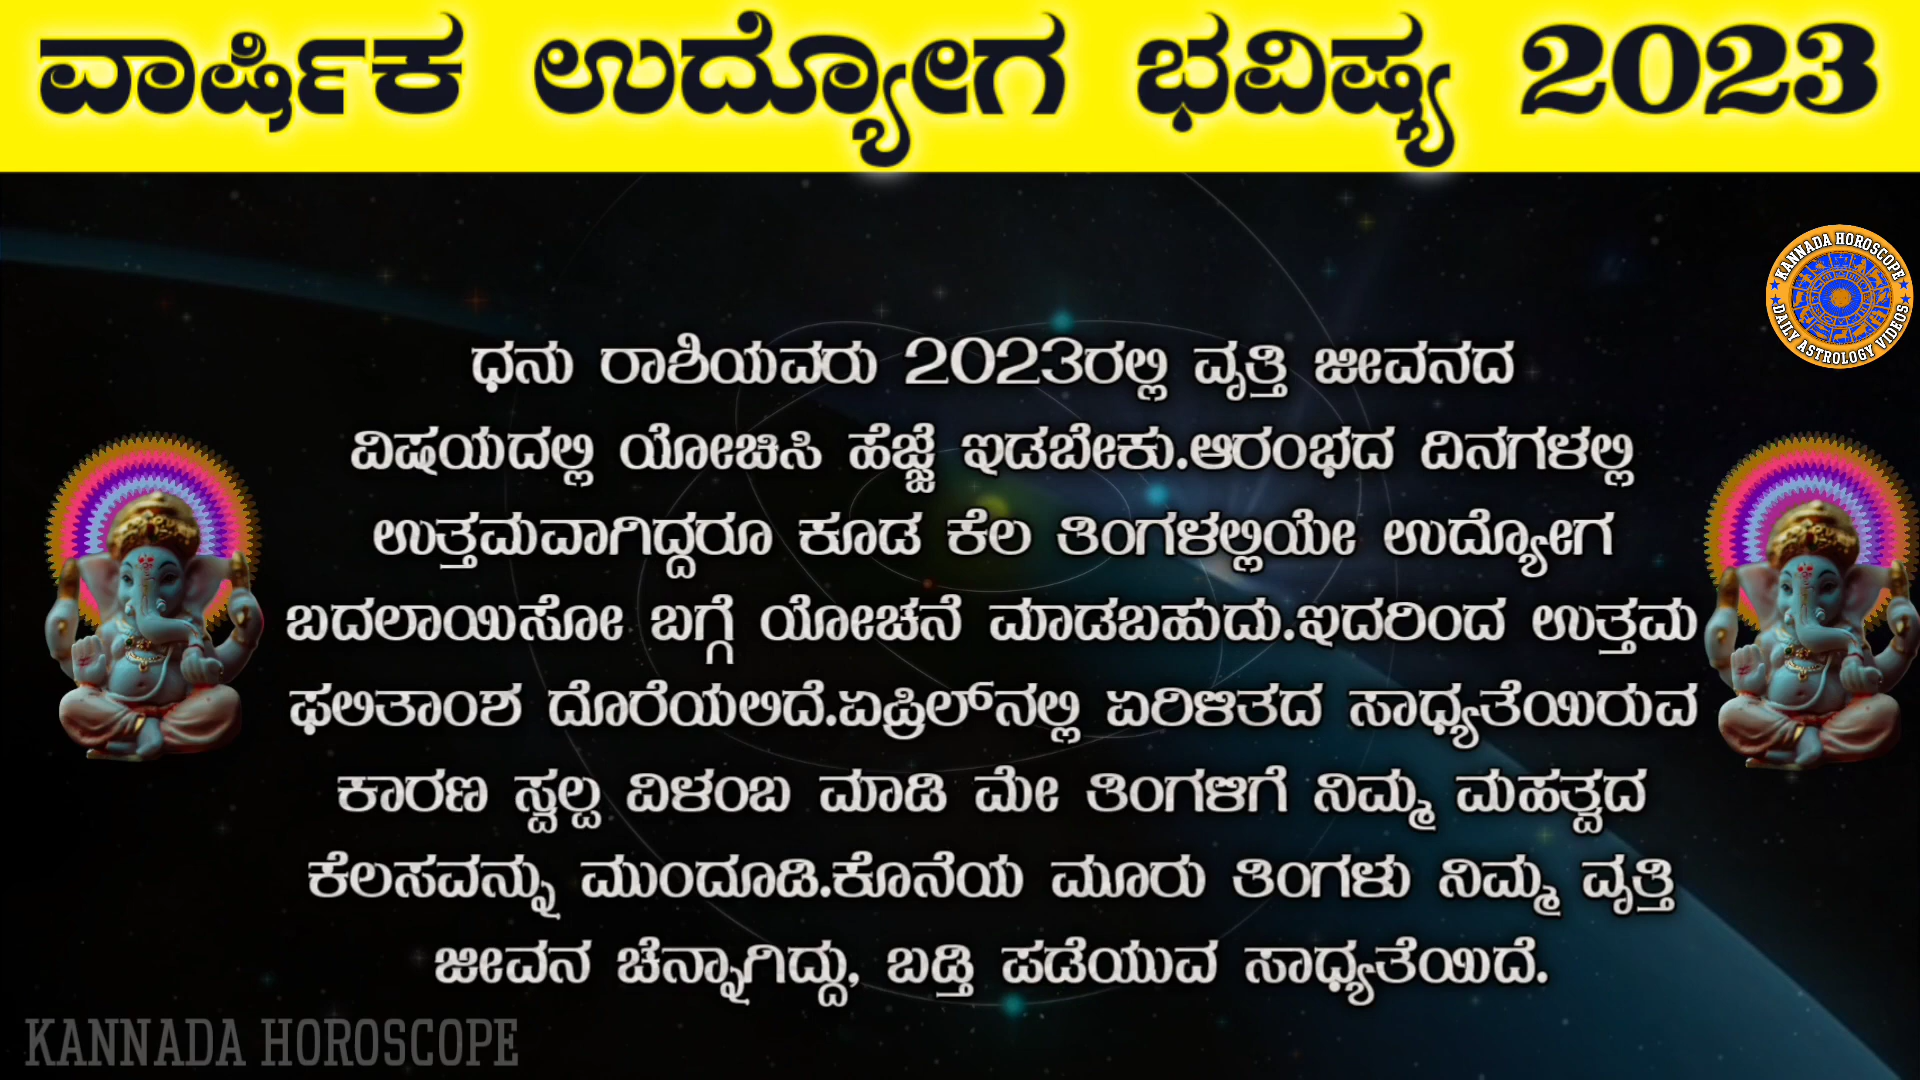 ವಾರ್ಷಿಕ ಉದ್ಯೋಗ ಭವಿಷ್ಯ 2023
KANNADA HOROSCOPE
DAILY ASTROLOGY VIDEOS
ಧನು ರಾಶಿಯವರು 2023ರಲ್ಲಿ ವೃತ್ತಿ ಜೀವನದ
ವಿಷಯದಲ್ಲಿ ಯೋಚಿಸಿ ಹೆಜ್ಜೆ ಇಡಬೇಕು.ಆರಂಭದ ದಿನಗಳಲ್ಲಿ
ಉತ್ತಮವಾಗಿದ್ದರೂ ಕೂಡ ಕೆಲ ತಿಂಗಳಲ್ಲಿಯೇ ಉದ್ಯೋಗ
ಬದಲಾಯಿಸೋ ಬಗ್ಗೆ ಯೋಚನೆ ಮಾಡಬಹುದು.ಇದರಿಂದ ಉತ್ತಮ
ಫಲಿತಾಂಶ ದೊರೆಯಲಿದೆ.ಏಪ್ರಿಲ್‌ನಲ್ಲಿ ಏರಿಳಿತದ ಸಾಧ್ಯತೆಯಿರುವ
ಕಾರಣ ಸ್ವಲ್ಪ ವಿಳಂಬ ಮಾಡಿ ಮೇ ತಿಂಗಳಿಗೆ ನಿಮ್ಮ ಮಹತ್ವದ
ಕೆಲಸವನ್ನು ಮುಂದೂಡಿ.ಕೊನೆಯ ಮೂರು ತಿಂಗಳು ನಿಮ್ಮ ವೃತ್ತಿ
ಜೀವನ ಚೆನ್ನಾಗಿದ್ದು, ಬಡ್ತಿ ಪಡೆಯುವ ಸಾಧ್ಯತೆಯಿದೆ.
KANNADA HOROSCOPE